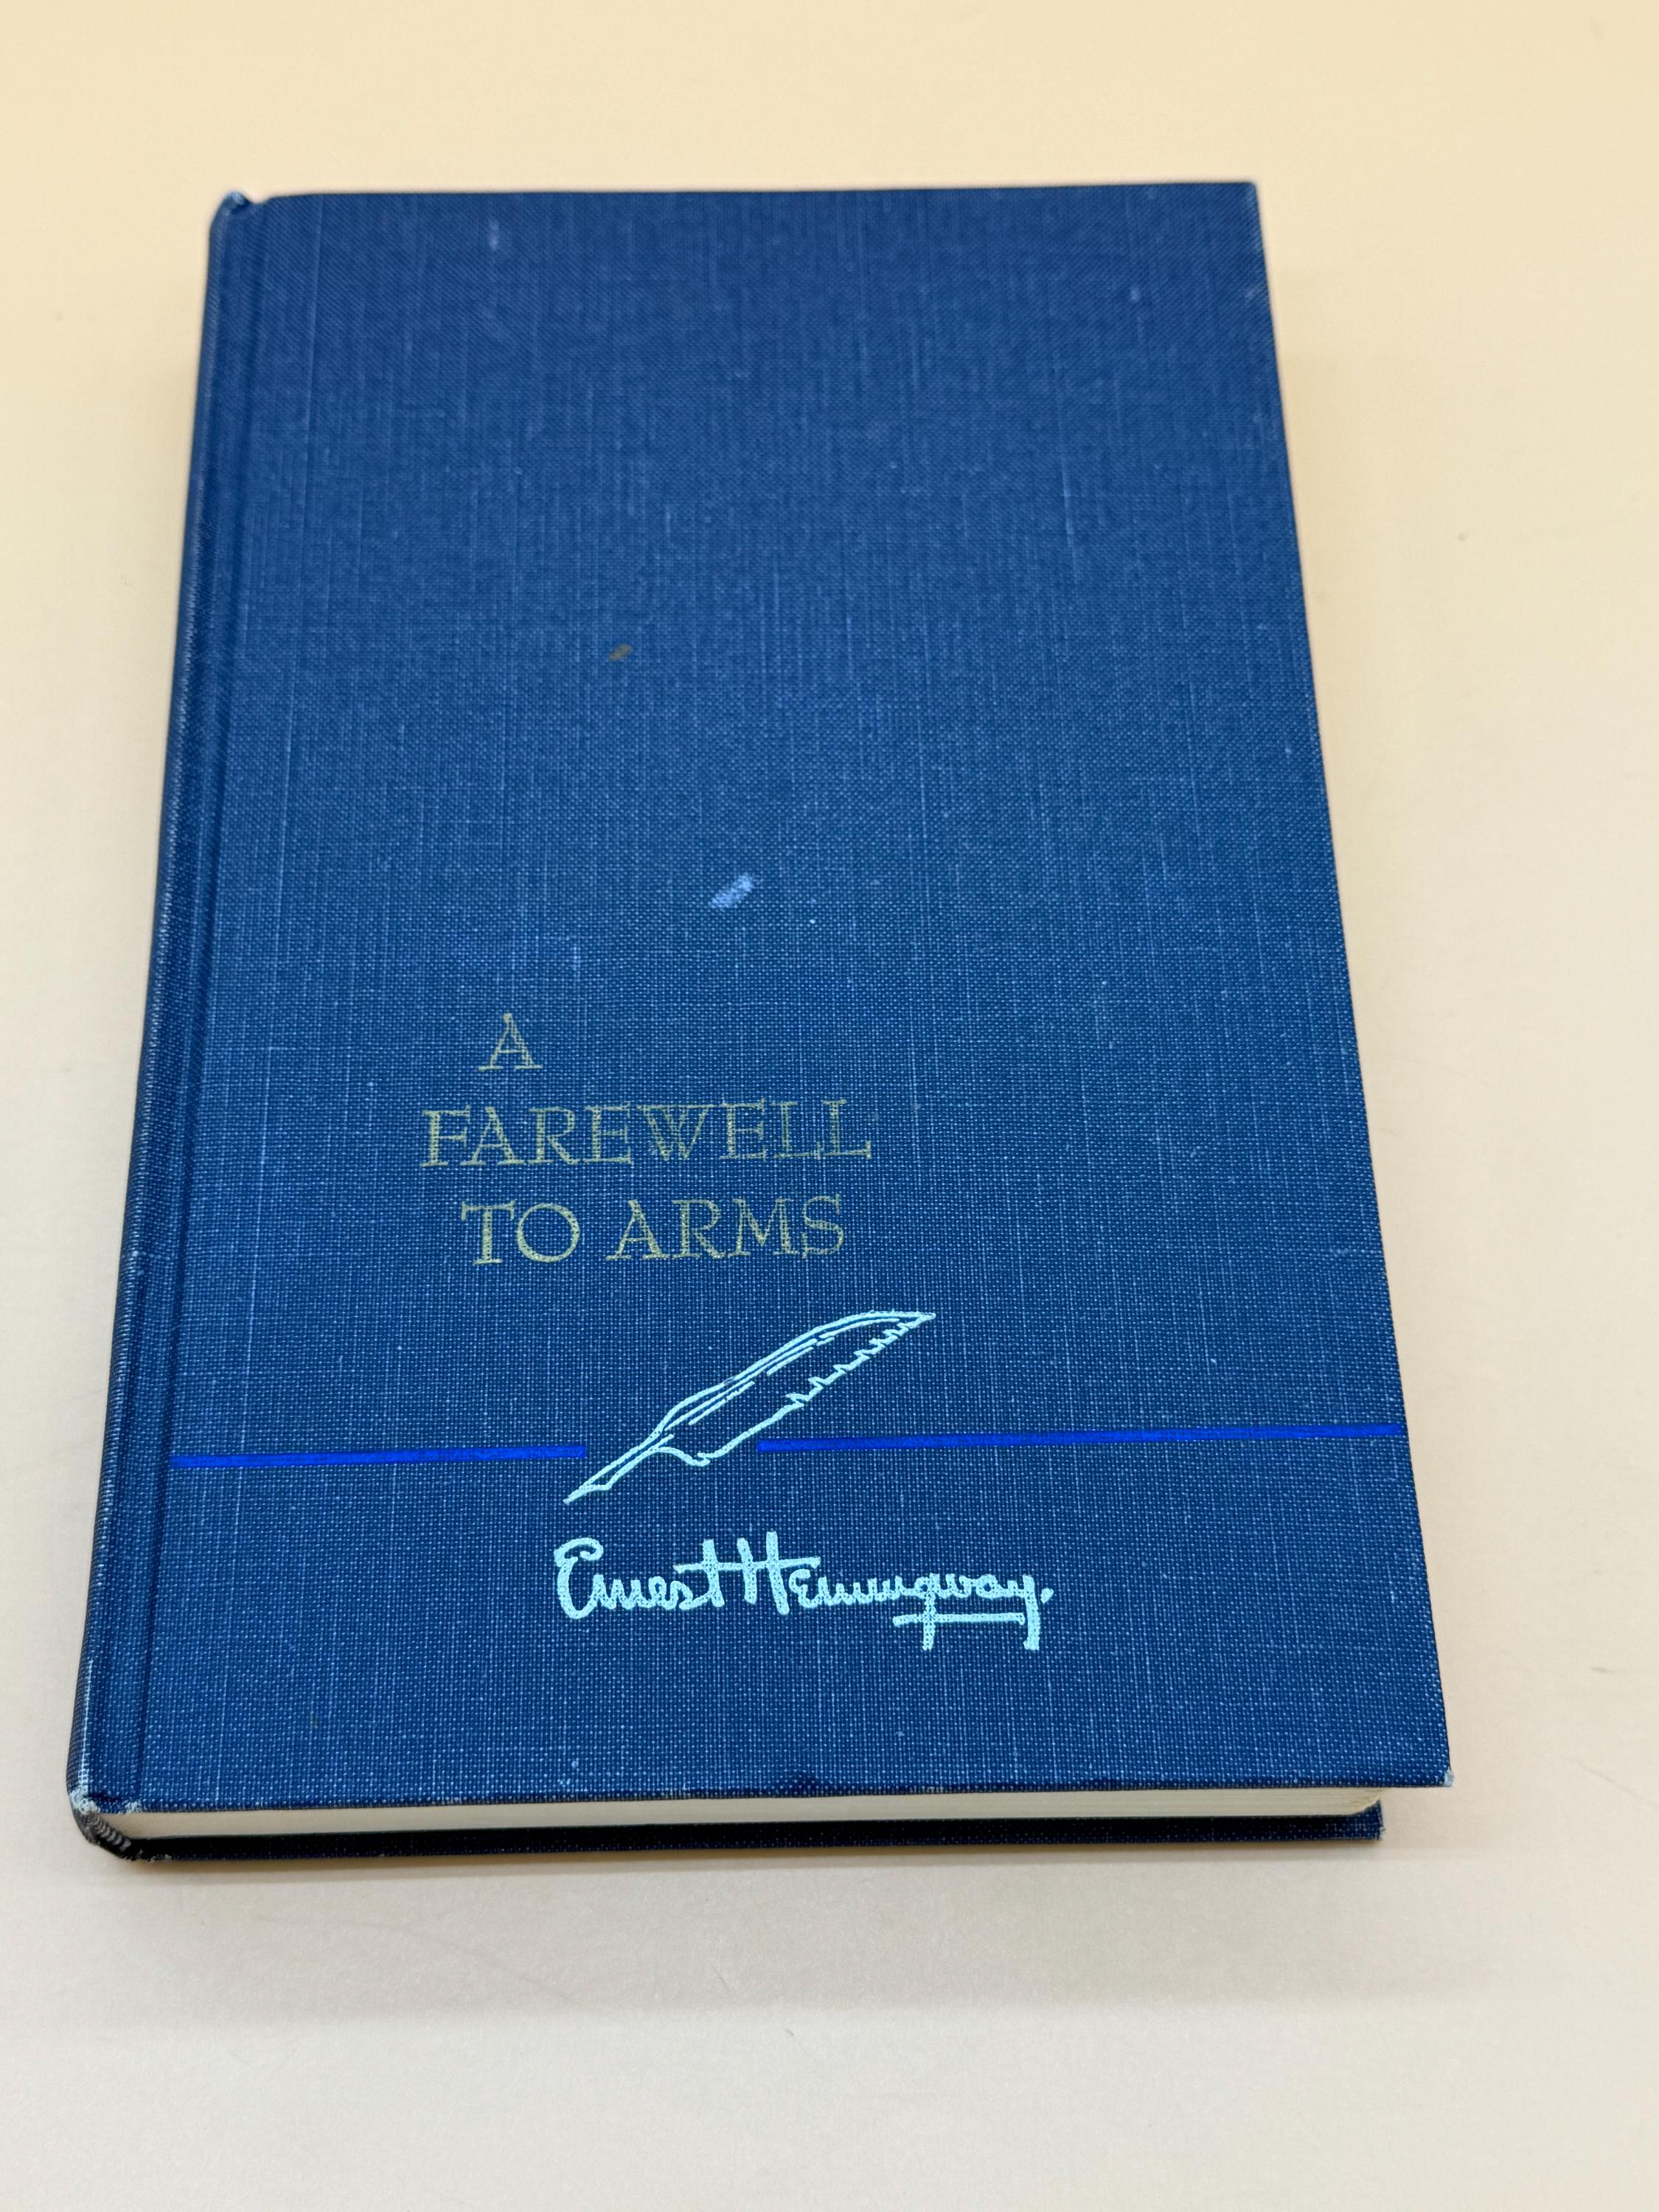 A
FAREWELL
TO ARMS
Ernest Hemingway.